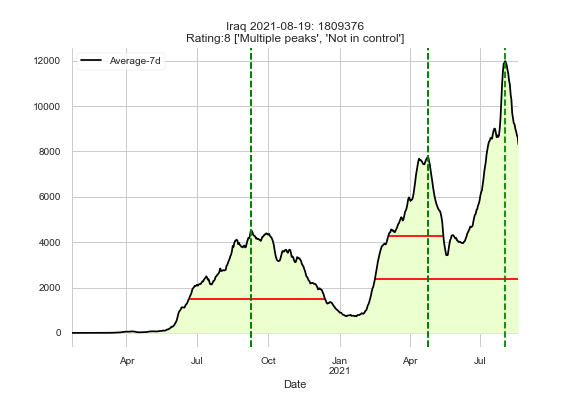 Iraq 2021-08-19: 1809376
Rating:8 ['Multiple peaks', 'Not in control']
Average-7d
12000
10000
8000
6000
4000
2000
0
Apr Jul Oct Jan Apr Jul
2021
Date